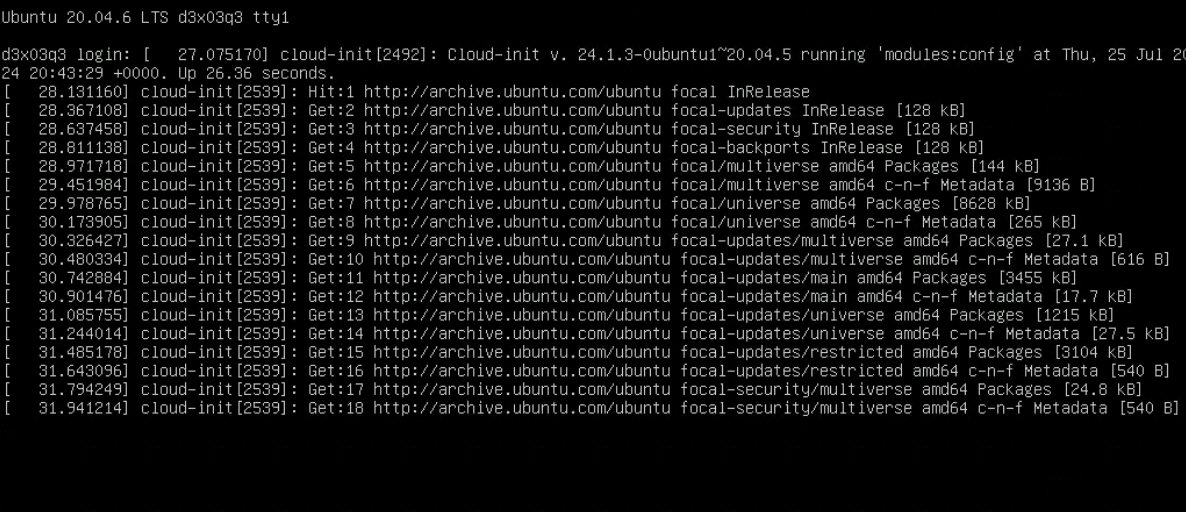 Ubuntu 20.04.6 LTS d3x03q3 tty1
d3x03q3 login: [   27.075170] cloud-init[2492]: Cloud-init v. 24.1.3-0ubuntu1~20.04.5 running 'modules:config' at Thu, 25 Jul 20
24 20:43:29 +0000. Up 26.36 seconds.
[   28.131160] cloud-init[2539]: Hit:1 http://archive.ubuntu.com/ubuntu focal InRelease
[   28.367108] cloud-init[2539]: Get:2 http://archive.ubuntu.com/ubuntu focal-updates InRelease [128 kB]
[   28.637458] cloud-init[2539]: Get:3 http://archive.ubuntu.com/ubuntu focal-security InRelease [128 kB]
[   28.811138] cloud-init[2539]: Get:4 http://archive.ubuntu.com/ubuntu focal-backports InRelease [128 kB]
[   28.971718] cloud-init[2539]: Get:5 http://archive.ubuntu.com/ubuntu focal/multiverse amd64 Packages [144 kB]
[   29.451984] cloud-init[2539]: Get:6 http://archive.ubuntu.com/ubuntu focal/multiverse amd64 c-n-f Metadata [9136 B]
[   29.978765] cloud-init[2539]: Get:7 http://archive.ubuntu.com/ubuntu focal/universe amd64 Packages [8628 kB]
[   30.173905] cloud-init[2539]: Get:8 http://archive.ubuntu.com/ubuntu focal/universe amd64 c-n-f Metadata [265 kB]
[   30.326427] cloud-init[2539]: Get:9 http://archive.ubuntu.com/ubuntu focal-updates/multiverse amd64 Packages [27.1 kB]
[   30.480334] cloud-init[2539]: Get:10 http://archive.ubuntu.com/ubuntu focal-updates/multiverse amd64 c-n-f Metadata [616 B]
[   30.742884] cloud-init[2539]: Get:11 http://archive.ubuntu.com/ubuntu focal-updates/main amd64 Packages [3455 kB]
[   30.901476] cloud-init[2539]: Get:12 http://archive.ubuntu.com/ubuntu focal-updates/main amd64 c-n-f Metadata [17.7 kB]
[   31.085755] cloud-init[2539]: Get:13 http://archive.ubuntu.com/ubuntu focal-updates/universe amd64 Packages [1215 kB]
[   31.244014] cloud-init[2539]: Get:14 http://archive.ubuntu.com/ubuntu focal-updates/universe amd64 c-n-f Metadata [27.5 kB]
[   31.485178] cloud-init[2539]: Get:15 http://archive.ubuntu.com/ubuntu focal-updates/restricted amd64 Packages [3104 kB]
[   31.643096] cloud-init[2539]: Get:16 http://archive.ubuntu.com/ubuntu focal-updates/restricted amd64 c-n-f Metadata [540 B]
[   31.794249] cloud-init[2539]: Get:17 http://archive.ubuntu.com/ubuntu focal-security/multiverse amd64 Packages [24.8 kB]
[   31.941214] cloud-init[2539]: Get:18 http://archive.ubuntu.com/ubuntu focal-security/multiverse amd64 c-n-f Metadata [540 B]